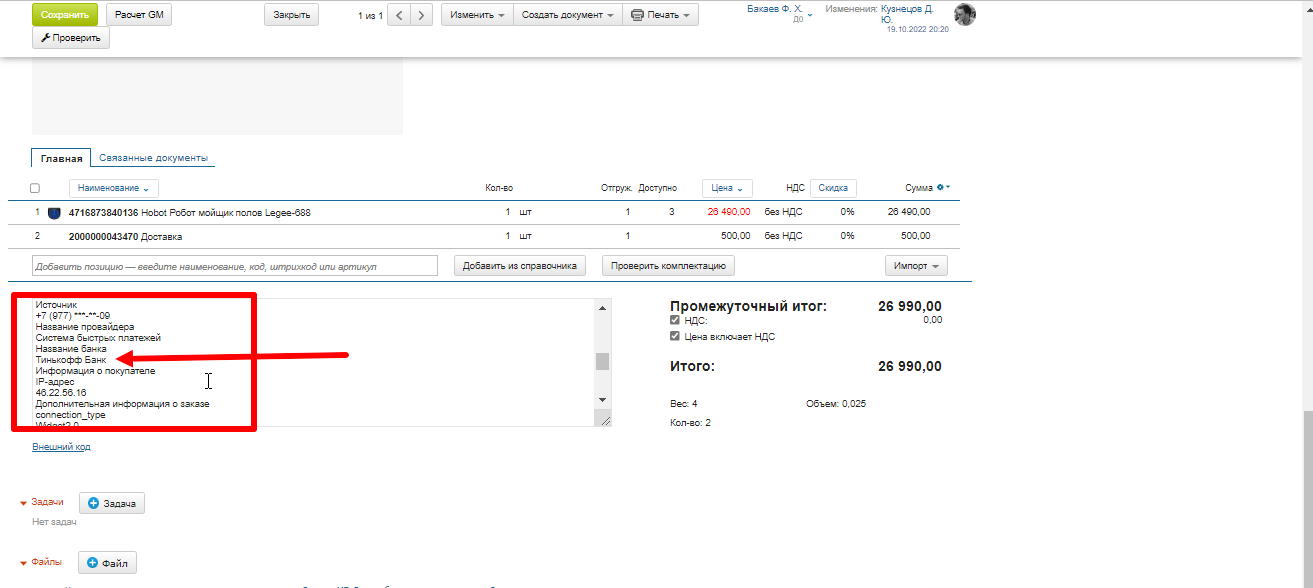 Сохранить Расчет GM Закрыть 1 из 1 Изменить Создать документ Печать Бакаев Ф. Х. Изменения: Кузнецов Д.
ДО Ю.
19.10.2022 20:20
Проверить
Главная Связанные документы
Наименование Кол-во Отгруж. Доступно Цена НДС Скидка Сумма
1 4716873840136 Hobot Робот мойщик полов Legee-688 1 шт 1 3 26 490,00 без НДС 0% 26 490,00
2 2000000043470 Доставка 1 шт 1 500,00 без НДС 0% 500,00
Добавить позицию — введите наименование, код, штрихкод или артикул Добавить из справочника Проверить комплектацию Импорт
Источник
+7 (977) ***-**-09
Название провайдера
Система быстрых платежей
Название банка
Тинькофф Банк
Информация о покупателе
IP-адрес
46.22.56.16
Дополнительная информация о заказе
connection_type
Widget2.0
Промежуточный итог: 26 990,00
НДС: 0,00
Цена включает НДС
Итого: 26 990,00
Вес: 4 Объем: 0,025
Кол-во: 2
Внешний код
Задачи Задача
Нет задач
Файлы Файл